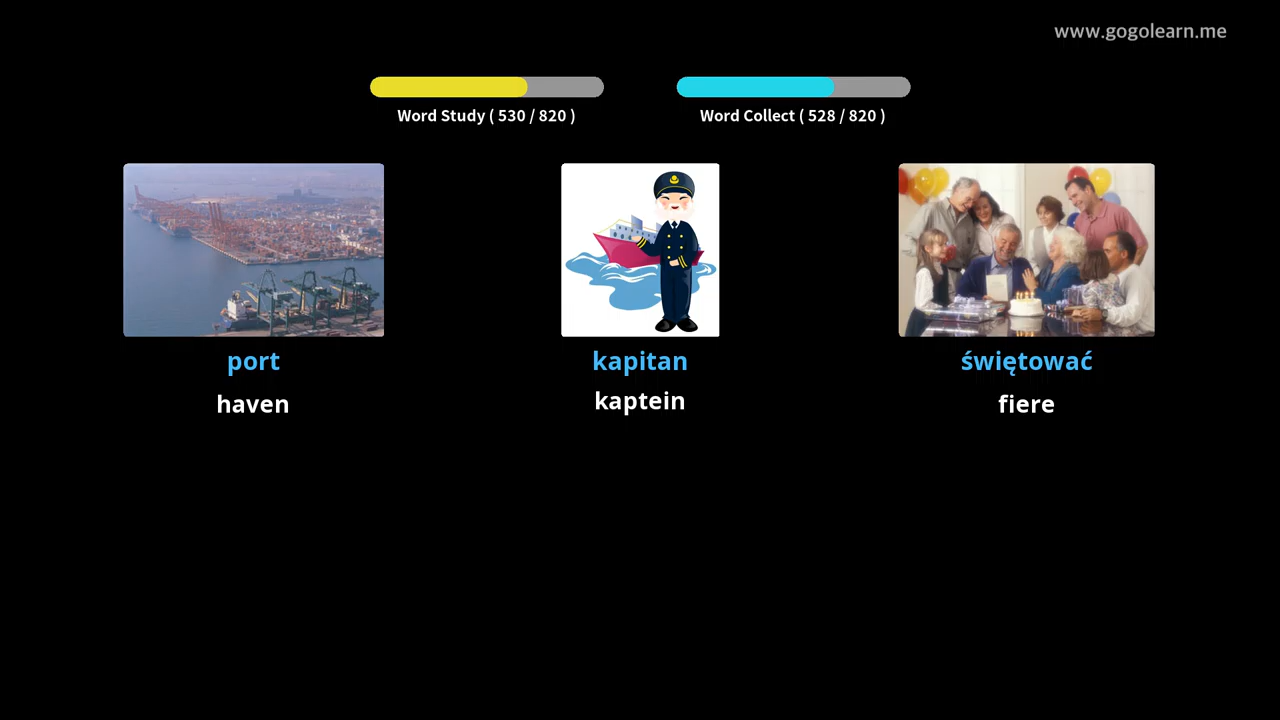 www.gogolearn.me
Word Study ( 530 / 820 )
Word Collect ( 528 / 820 )
port
kapitan
świętować
haven
kaptein
fiere